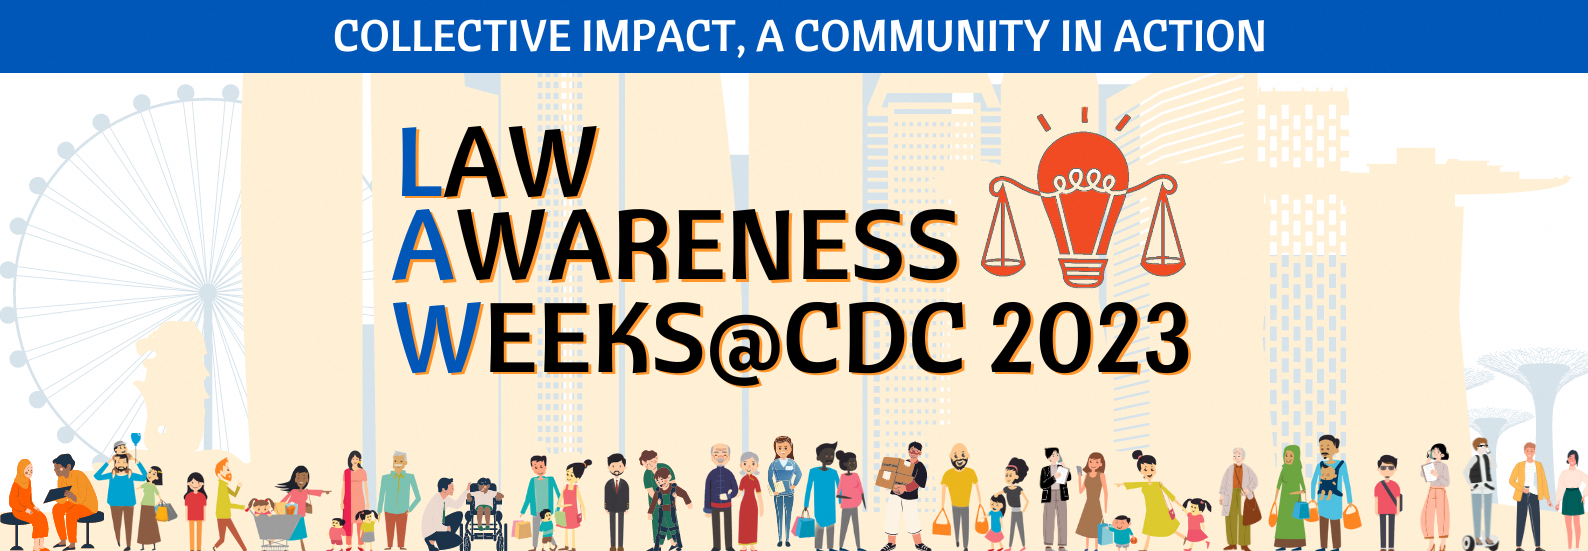 COLLECTIVE IMPACT, A COMMUNITY IN ACTION
LAW
AWARENESS
WEEKS@CDC 2023